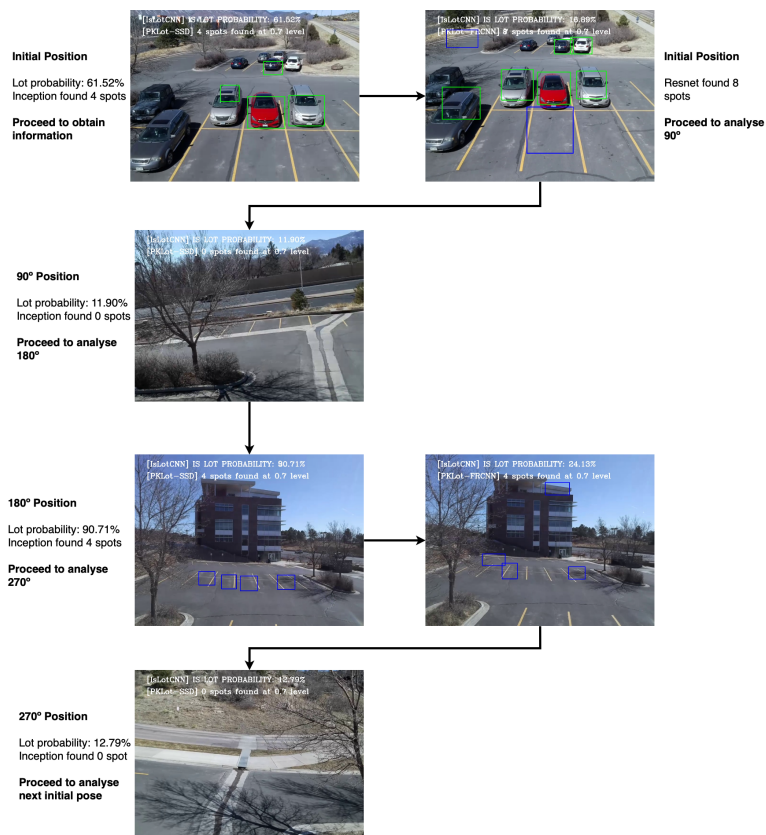 [IsLotCNN] IS LOT PROBABILITY: 61.52%
[PKLot-SSD] 4 spots found at 0.7 level
[IsLotCNN] IS LOT PROBABILITY: 16.89%
[PKLot-FRCNN] spots found at 0.7 level
Initial Position
Lot probability: 61.52%
Inception found 4 spots
Proceed to obtain
information
Initial Position
Resnet found 8
spots
Proceed to analyse
90º
[IsLotCNN] IS LOT PROBABILITY: 11.90%
[PKLot-SSD] 0 spots found at 0.7 level
90º Position
Lot probability: 11.90%
Inception found 0 spots
Proceed to analyse
180º
[IsLotCNN] IS LOT PROBABILITY: 90.71%
[PKLot-SSD] 4 spots found at 0.7 level
[IsLotCNN] IS LOT PROBABILITY: 24.13%
[PKLot-FRCNN] 4 spots found at 0.7 level
180º Position
Lot probability: 90.71%
Inception found 4 spots
Proceed to analyse
270º
[IsLotCNN] IS LOT PROBABILITY: 12.79%
[PKLot-SSD] 0 spots found at 0.7 level
270º Position
Lot probability: 12.79%
Inception found 0 spot
Proceed to analyse
next initial pose